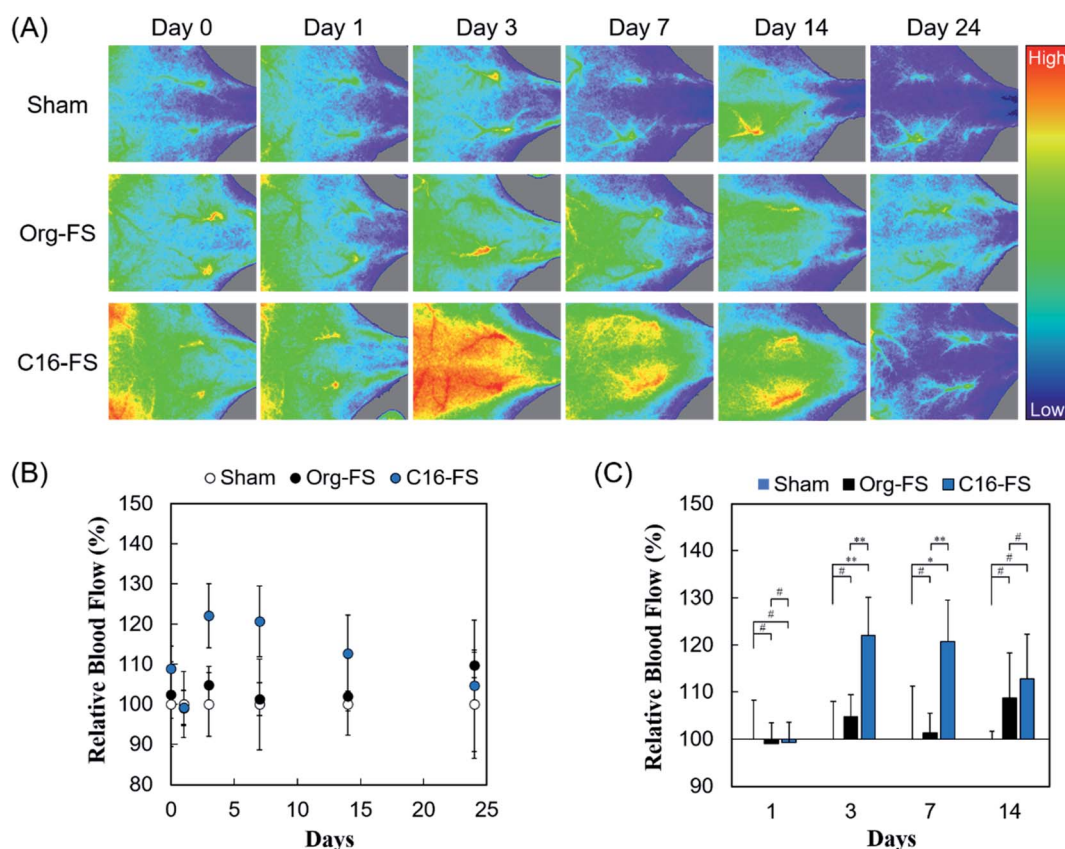 (A) Day 0 Day 1 Day 3 Day 7 Day 14 Day 24
High
Sham
Org-FS
C16-FS
Low
(B) Sham Org-FS C16-FS
Relative Blood Flow (%)
150
140
130
120
110
100
90
80
0 5 10 15 20 25
Days
(C) Sham Org-FS C16-FS
Relative Blood Flow (%)
150
140
130
120
110
100
90
# # #
# ** **
# * **
# # #
1 3 7 14
Days